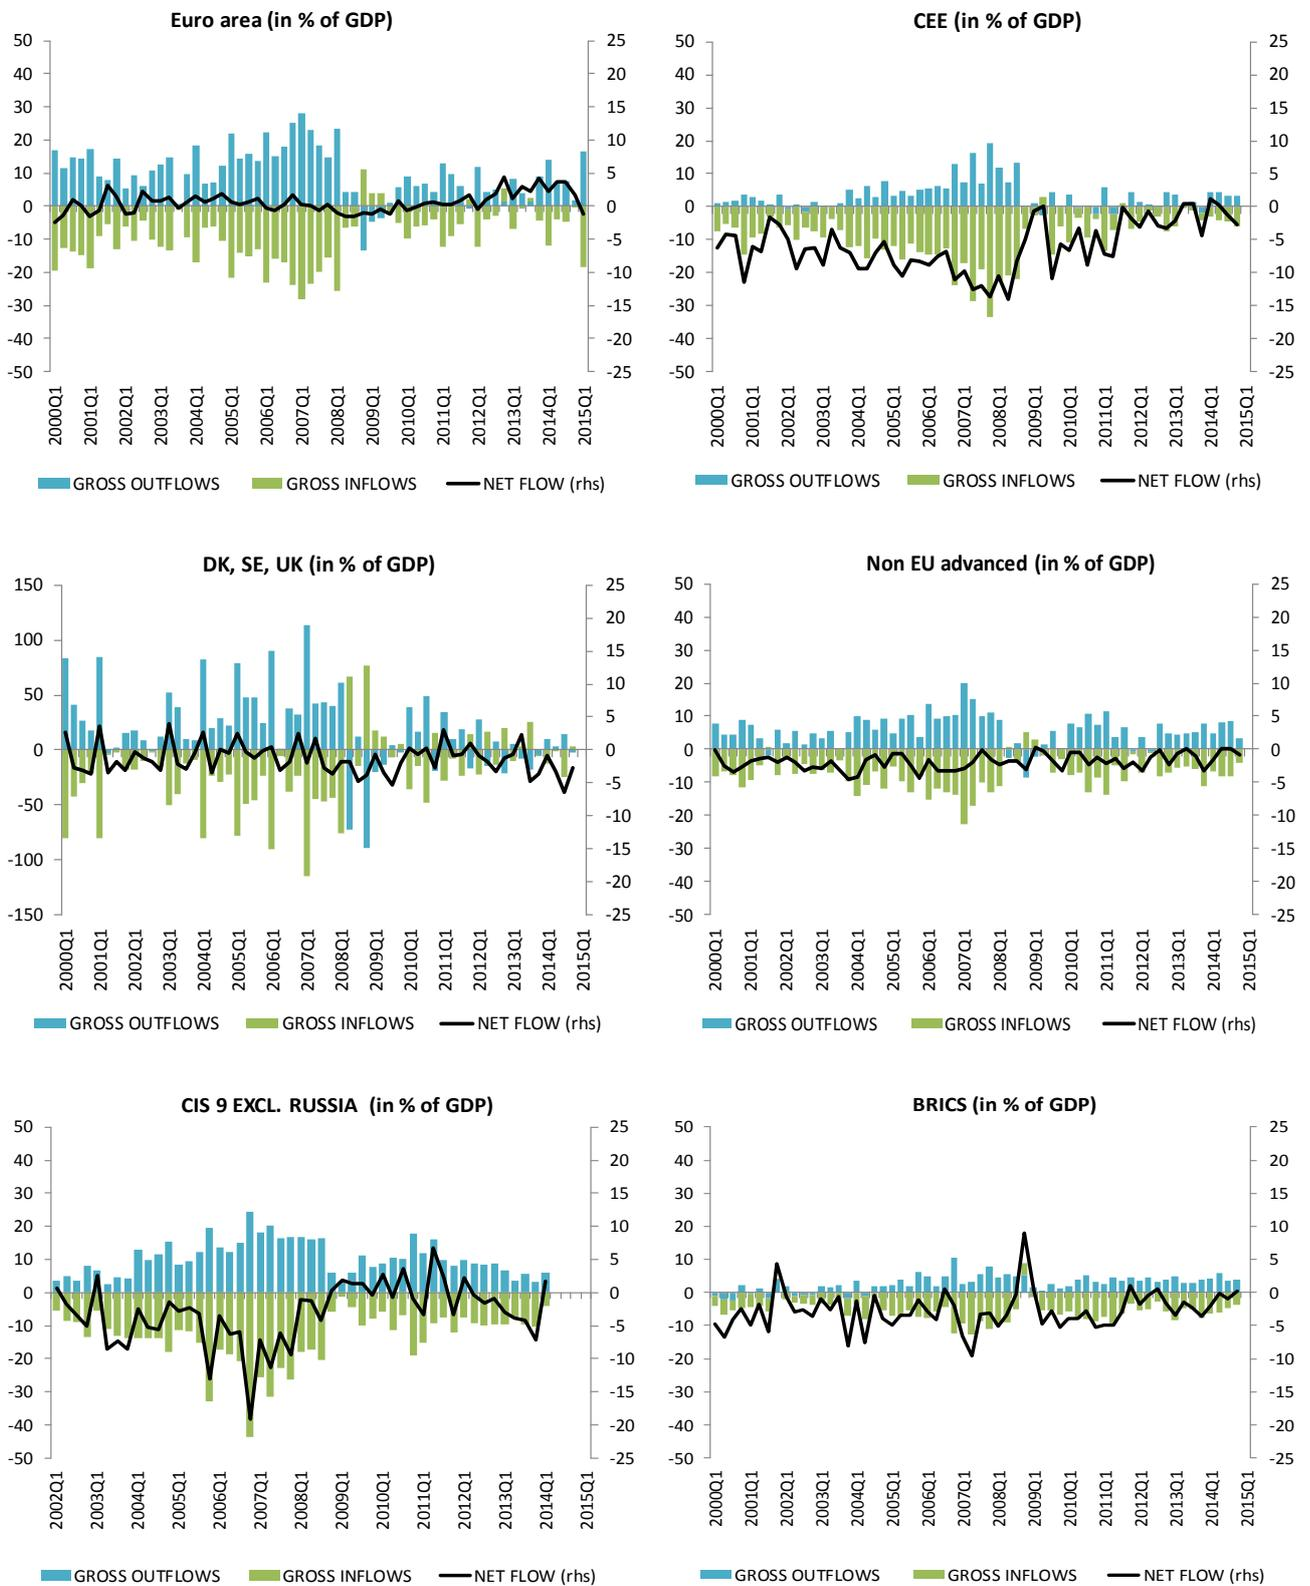 Euro area (in % of GDP)
50
40
30
20
10
0
-10
-20
-30
-40
-50
25
20
15
10
5
0
-5
-10
-15
-20
-25
2000Q1
2001Q1
2002Q1
2003Q1
2004Q1
2005Q1
2006Q1
2007Q1
2008Q1
2009Q1
2010Q1
2011Q1
2012Q1
2013Q1
2014Q1
2015Q1
GROSS OUTFLOWS GROSS INFLOWS NET FLOW (rhs)
CEE (in % of GDP)
50
40
30
20
10
0
-10
-20
-30
-40
-50
25
20
15
10
5
0
-5
-10
-15
-20
-25
2000Q1
2001Q1
2002Q1
2003Q1
2004Q1
2005Q1
2006Q1
2007Q1
2008Q1
2009Q1
2010Q1
2011Q1
2012Q1
2013Q1
2014Q1
2015Q1
GROSS OUTFLOWS GROSS INFLOWS NET FLOW (rhs)
DK, SE, UK (in % of GDP)
150
100
50
0
-50
-100
-150
25
20
15
10
5
0
-5
-10
-15
-20
-25
2000Q1
2001Q1
2002Q1
2003Q1
2004Q1
2005Q1
2006Q1
2007Q1
2008Q1
2009Q1
2010Q1
2011Q1
2012Q1
2013Q1
2014Q1
2015Q1
GROSS OUTFLOWS GROSS INFLOWS NET FLOW (rhs)
Non EU advanced (in % of GDP)
50
40
30
20
10
0
-10
-20
-30
-40
-50
25
20
15
10
5
0
-5
-10
-15
-20
-25
2000Q1
2001Q1
2002Q1
2003Q1
2004Q1
2005Q1
2006Q1
2007Q1
2008Q1
2009Q1
2010Q1
2011Q1
2012Q1
2013Q1
2014Q1
2015Q1
GROSS OUTFLOWS GROSS INFLOWS NET FLOW (rhs)
CIS 9 EXCL. RUSSIA (in % of GDP)
50
40
30
20
10
0
-10
-20
-30
-40
-50
25
20
15
10
5
0
-5
-10
-15
-20
-25
2002Q1
2003Q1
2004Q1
2005Q1
2006Q1
2007Q1
2008Q1
2009Q1
2010Q1
2011Q1
2012Q1
2013Q1
2014Q1
2015Q1
GROSS OUTFLOWS GROSS INFLOWS NET FLOW (rhs)
BRICS (in % of GDP)
50
40
30
20
10
0
-10
-20
-30
-40
-50
25
20
15
10
5
0
-5
-10
-15
-20
-25
2000Q1
2001Q1
2002Q1
2003Q1
2004Q1
2005Q1
2006Q1
2007Q1
2008Q1
2009Q1
2010Q1
2011Q1
2012Q1
2013Q1
2014Q1
2015Q1
GROSS OUTFLOWS GROSS INFLOWS NET FLOW (rhs)